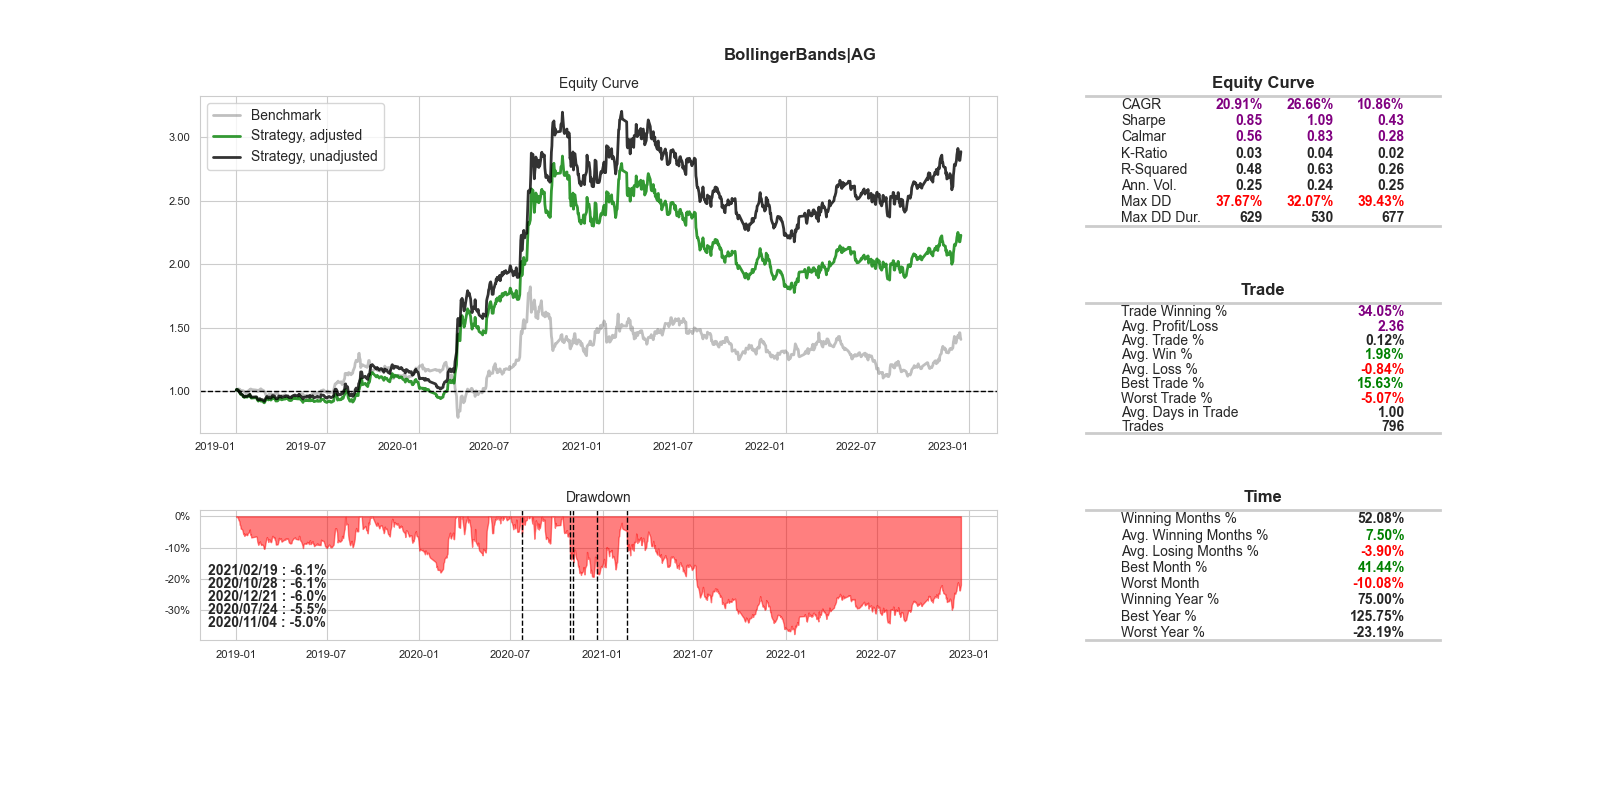 BollingerBands|AG
Equity Curve
Benchmark
Strategy, adjusted
Strategy, unadjusted
3.00
2.50
2.00
1.50
1.00
2019-01 2019-07 2020-01 2020-07 2021-01 2021-07 2022-01 2022-07 2023-01
Drawdown
0%
-10%
-20%
-30%
2021/02/19 : -6.1%
2020/10/28 : -6.1%
2020/12/21 : -6.0%
2020/07/24 : -5.5%
2020/11/04 : -5.0%
2019-01 2019-07 2020-01 2020-07 2021-01 2021-07 2022-01 2022-07 2023-01
Equity Curve
CAGR 20.91% 26.66% 10.86%
Sharpe 0.85 1.09 0.43
Calmar 0.56 0.83 0.28
K-Ratio 0.03 0.04 0.02
R-Squared 0.48 0.63 0.26
Ann. Vol. 0.25 0.24 0.25
Max DD 37.67% 32.07% 39.43%
Max DD Dur. 629 530 677
Trade
Trade Winning % 34.05%
Avg. Profit/Loss 2.36
Avg. Trade % 0.12%
Avg. Win % 1.98%
Avg. Loss % -0.84%
Best Trade % 15.63%
Worst Trade % -5.07%
Avg. Days in Trade 1.00
Trades 796
Time
Winning Months % 52.08%
Avg. Winning Months % 7.50%
Avg. Losing Months % -3.90%
Best Month % 41.44%
Worst Month -10.08%
Winning Year % 75.00%
Best Year % 125.75%
Worst Year % -23.19%